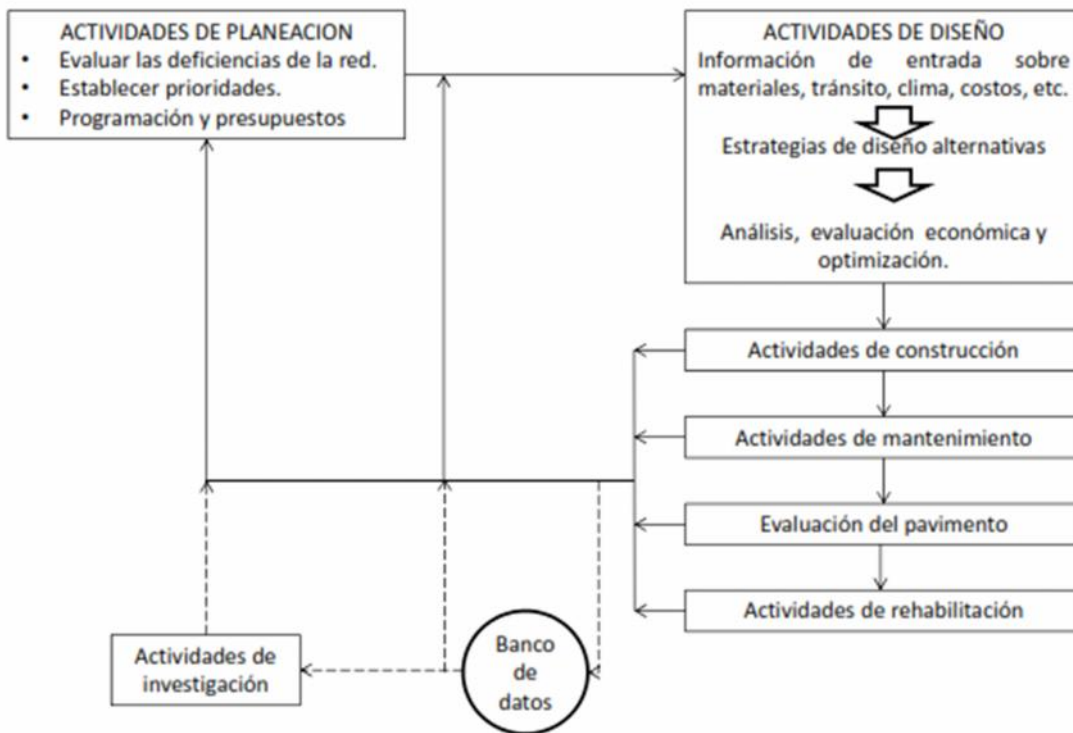 ACTIVIDADES DE PLANEACION
• Evaluar las deficiencias de la red.
• Establecer prioridades.
• Programación y presupuestos
ACTIVIDADES DE DISEÑO
Información de entrada sobre
materiales, tránsito, clima, costos, etc.
Estrategias de diseño alternativas
Análisis, evaluación económica y
optimización.
Actividades de construcción
Actividades de mantenimiento
Evaluación del pavimento
Actividades de rehabilitación
Actividades de
investigación
Banco
de
datos